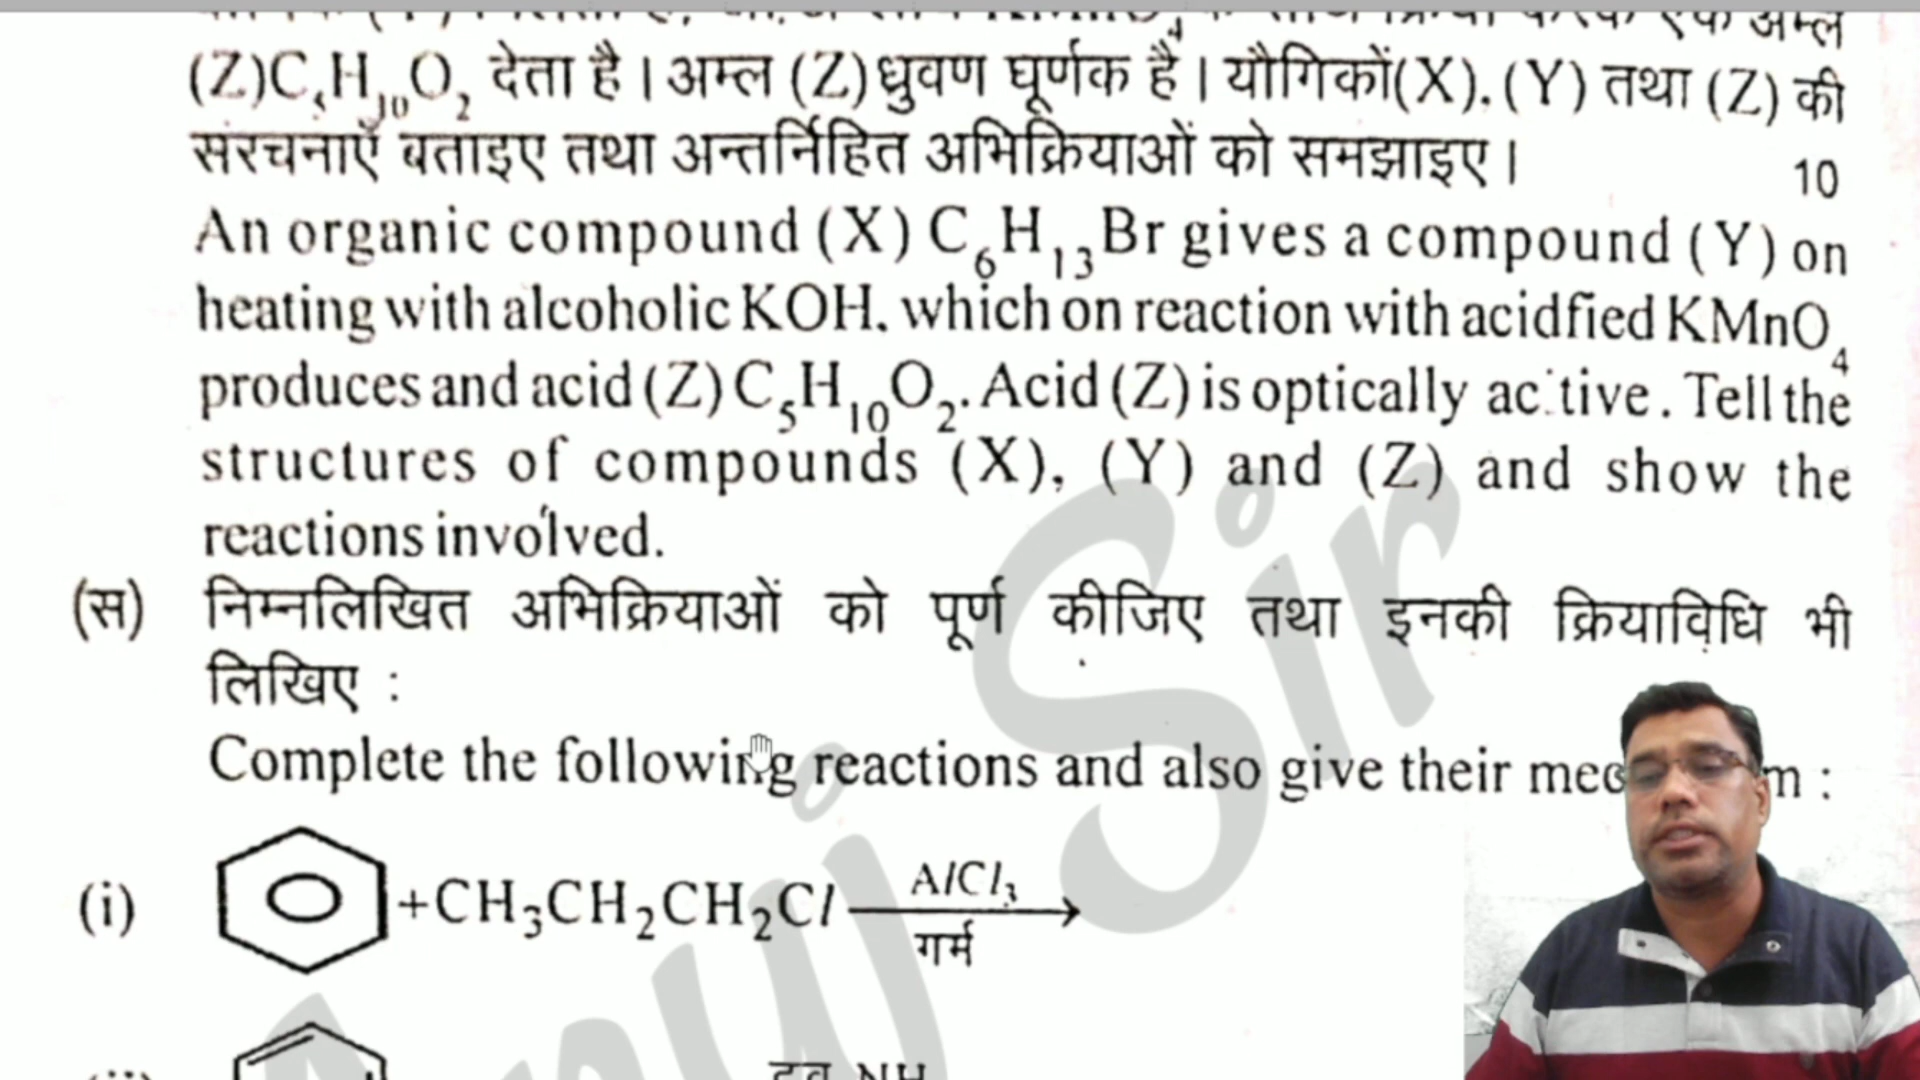 (Z)C₅H₁₀O₂ देता है। अम्ल (Z) ध्रुवण घूर्णक है। यौगिकों(X), (Y) तथा (Z) की
संरचनाएँ बताइए तथा अन्तर्निहित अभिक्रियाओं को समझाइए।
10
An organic compound (X) C₆H₁₃Br gives a compound (Y) on
heating with alcoholic KOH, which on reaction with acidfied KMnO₄
produces and acid (Z) C₅H₁₀O₂. Acid (Z) is optically active. Tell the
structures of compounds (X), (Y) and (Z) and show the
reactions involved.
(स) निम्नलिखित अभिक्रियाओं को पूर्ण कीजिए तथा इनकी क्रियाविधि भी
लिखिए :
Complete the following reactions and also give their
(i) +CH₃CH₂CH₂Cl AlCl₃
गर्म
Sir